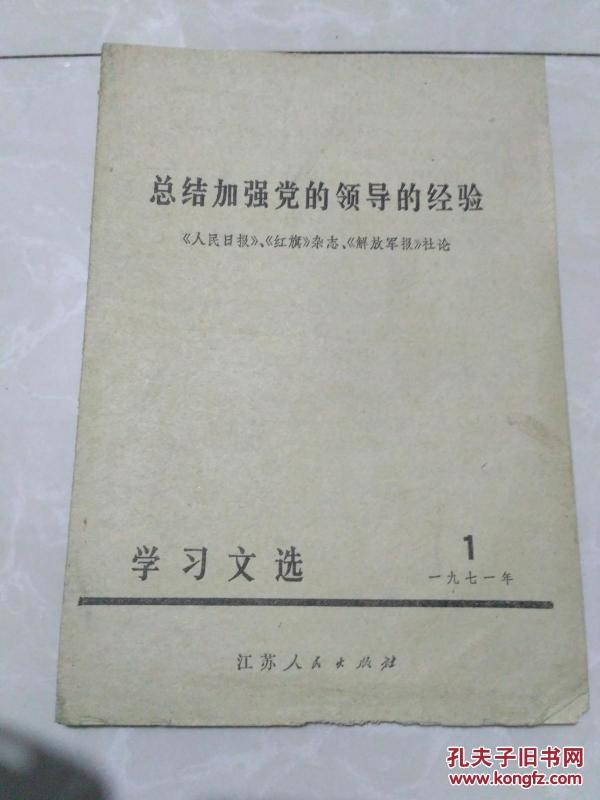 总结加强党的领导的经验
《人民日报》、《红旗》杂志、《解放军报》社论
学习文选
1
一九七一年
江苏人民出版社
孔夫子旧书网
www.kongfz.com